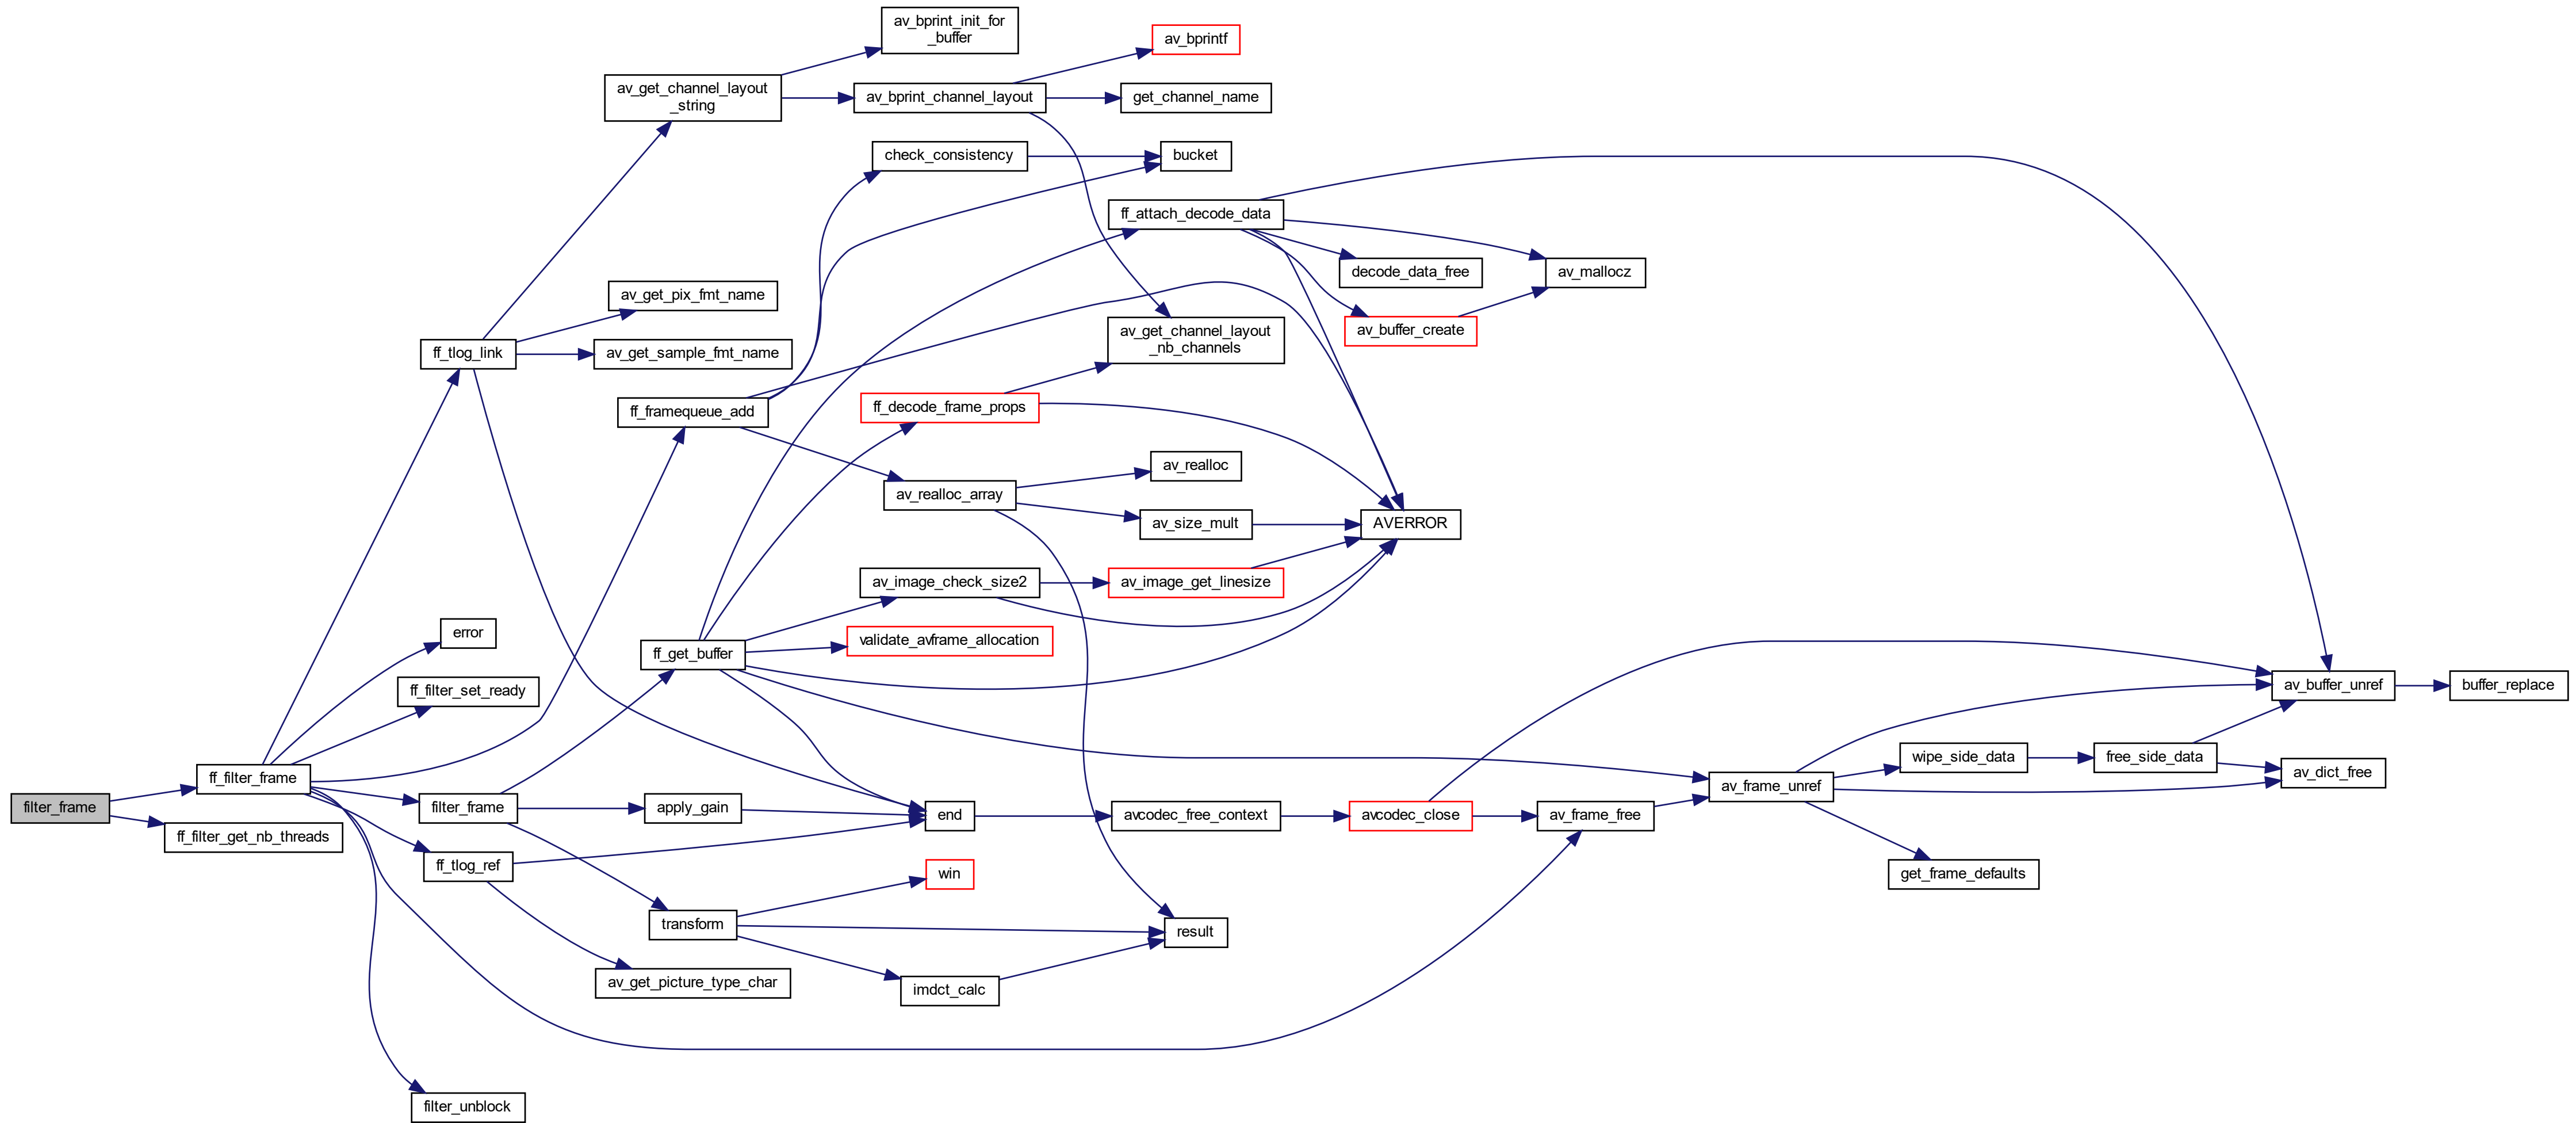 av_bprint_init_for
_buffer
av_bprintf
av_get_channel_layout
_string
av_bprint_channel_layout
get_channel_name
check_consistency
bucket
ff_attach_decode_data
decode_data_free
av_mallocz
av_get_pix_fmt_name
av_buffer_create
av_get_channel_layout
_nb_channels
ff_tlog_link
av_get_sample_fmt_name
ff_framequeue_add
ff_decode_frame_props
av_realloc
av_realloc_array
av_size_mult
AVERROR
av_image_check_size2
av_image_get_linesize
error
validate_avframe_allocation
ff_get_buffer
ff_filter_set_ready
av_buffer_unref
buffer_replace
wipe_side_data
free_side_data
av_dict_free
ff_filter_frame
av_frame_unref
filter_frame
filter_frame
apply_gain
end
avcodec_free_context
avcodec_close
av_frame_free
ff_filter_get_nb_threads
ff_tlog_ref
win
get_frame_defaults
transform
result
av_get_picture_type_char
imdct_calc
filter_unblock